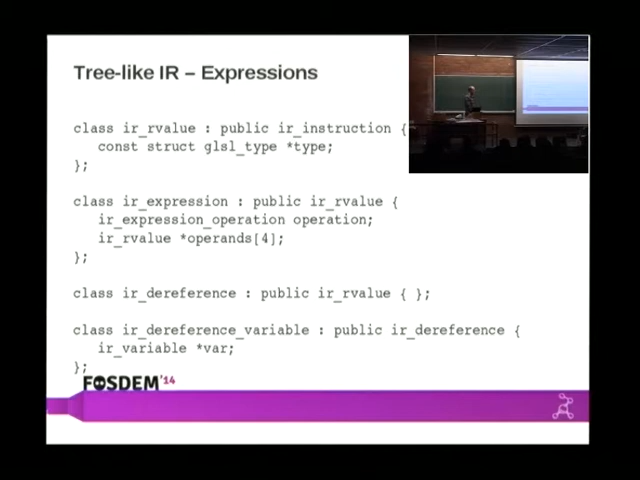 Tree-like IR – Expressions
class ir_rvalue : public ir_instruction {
const struct glsl_type *type;
};
class ir_expression : public ir_rvalue {
ir_expression_operation operation;
ir_rvalue *operands[4];
};
class ir_dereference : public ir_rvalue { };
class ir_dereference_variable : public ir_dereference {
ir_variable *var;
};
FOSDEM'14